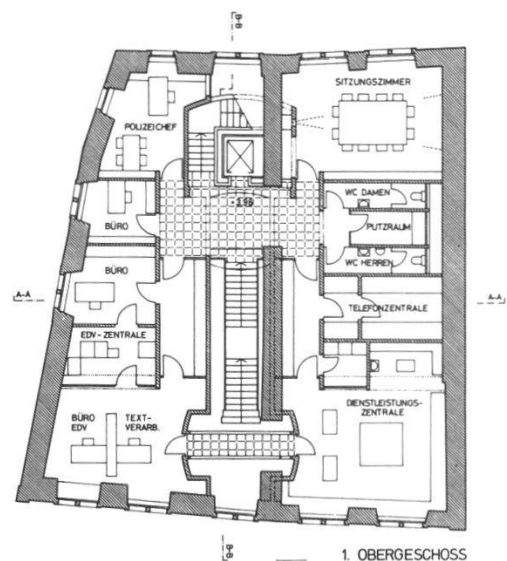 B-B
SITZUNGSZIMMER
POLIZEICHEF
WC DAMEN
BÜRO
PUTZRAUM
WC HERREN
BÜRO
A-A
A-A
TELEFONZENTRALE
EDV-ZENTRALE
DIENSTLEISTUNGS-
ZENTRALE
BÜRO TEXT-
EDV VERARB.
B-B
1. OBERGESCHOSS